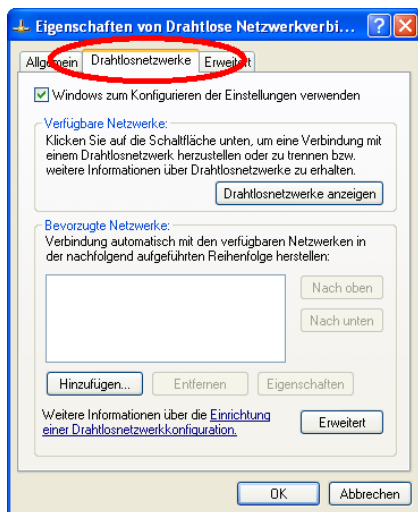 Eigenschaften von Drahtlose Netzwerkverbi...
Allgemein Drahtlosnetzwerke Erweitert
Windows zum Konfigurieren der Einstellungen verwenden
Verfügbare Netzwerke:
Klicken Sie auf die Schaltfläche unten, um eine Verbindung mit
einem Drahtlosnetzwerk herzustellen oder zu trennen bzw.
weitere Informationen über Drahtlosnetzwerke zu erhalten.
Drahtlosnetzwerke anzeigen
Bevorzugte Netzwerke:
Verbindung automatisch mit den verfügbaren Netzwerken in
der nachfolgend aufgeführten Reihenfolge herstellen:
Nach oben
Nach unten
Hinzufügen... Entfernen Eigenschaften
Weitere Informationen über die Einrichtung
einer Drahtlosnetzwerkkonfiguration.
Erweitert
OK Abbrechen